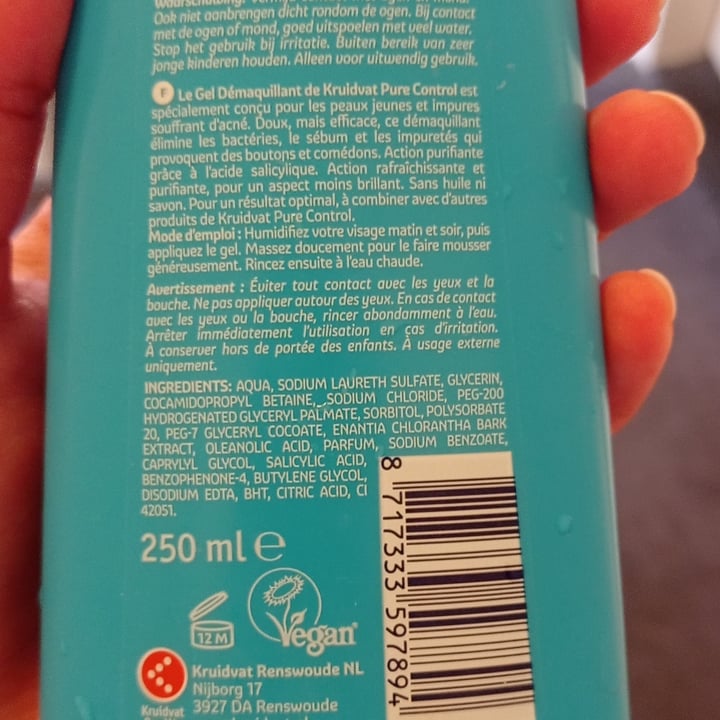 Waarschuwing: Vermijd contact met ogen en mond.
Ook niet aanbrengen dicht rondom de ogen. Bij contact
met de ogen of mond, goed uitspoelen met veel water.
Stop het gebruik bij irritatie. Buiten bereik van zeer
jonge kinderen houden. Alleen voor uitwendig gebruik.
F Le Gel Démaquillant de Kruidvat Pure Control est
spécialement conçu pour les peaux jeunes et impures
souffrant d'acné. Doux, mais efficace, ce démaquillant
élimine les bactéries, le sébum et les impuretés qui
provoquent des boutons et comédons. Action purifiante
grâce à l'acide salicylique. Action rafraîchissante et
purifiante, pour un aspect moins brillant. Sans huile ni
savon. Pour un résultat optimal, à combiner avec d'autres
produits de Kruidvat Pure Control.
Mode d'emploi : Humidifiez votre visage matin et soir, puis
appliquez le gel. Massez doucement pour le faire mousser
généreusement. Rincez ensuite à l'eau chaude.
Avertissement : Éviter tout contact avec les yeux et la
bouche. Ne pas appliquer autour des yeux. En cas de contact
avec les yeux ou la bouche, rincer abondamment à l'eau.
Arrêter immédiatement l'utilisation en cas d'irritation.
À conserver hors de portée des enfants. À usage externe
uniquement.
INGREDIENTS: AQUA, SODIUM LAURETH SULFATE, GLYCERIN,
COCAMIDOPROPYL BETAINE, SODIUM CHLORIDE, PEG-200
HYDROGENATED GLYCERYL PALMATE, SORBITOL, POLYSORBATE
20, PEG-7 GLYCERYL COCOATE, ENANTIA CHLORANTHA BARK
EXTRACT, OLEANOLIC ACID, PARFUM, SODIUM BENZOATE,
CAPRYLYL GLYCOL, SALICYLIC ACID,
BENZOPHENONE-4, BUTYLENE GLYCOL,
DISODIUM EDTA, BHT, CITRIC ACID, CI
42051.
250 ml ℮
12 M
Vegan
Kruidvat Renswoude NL
Nijborg 17
3927 DA Renswoude
Kruidvat
8 717333 597894